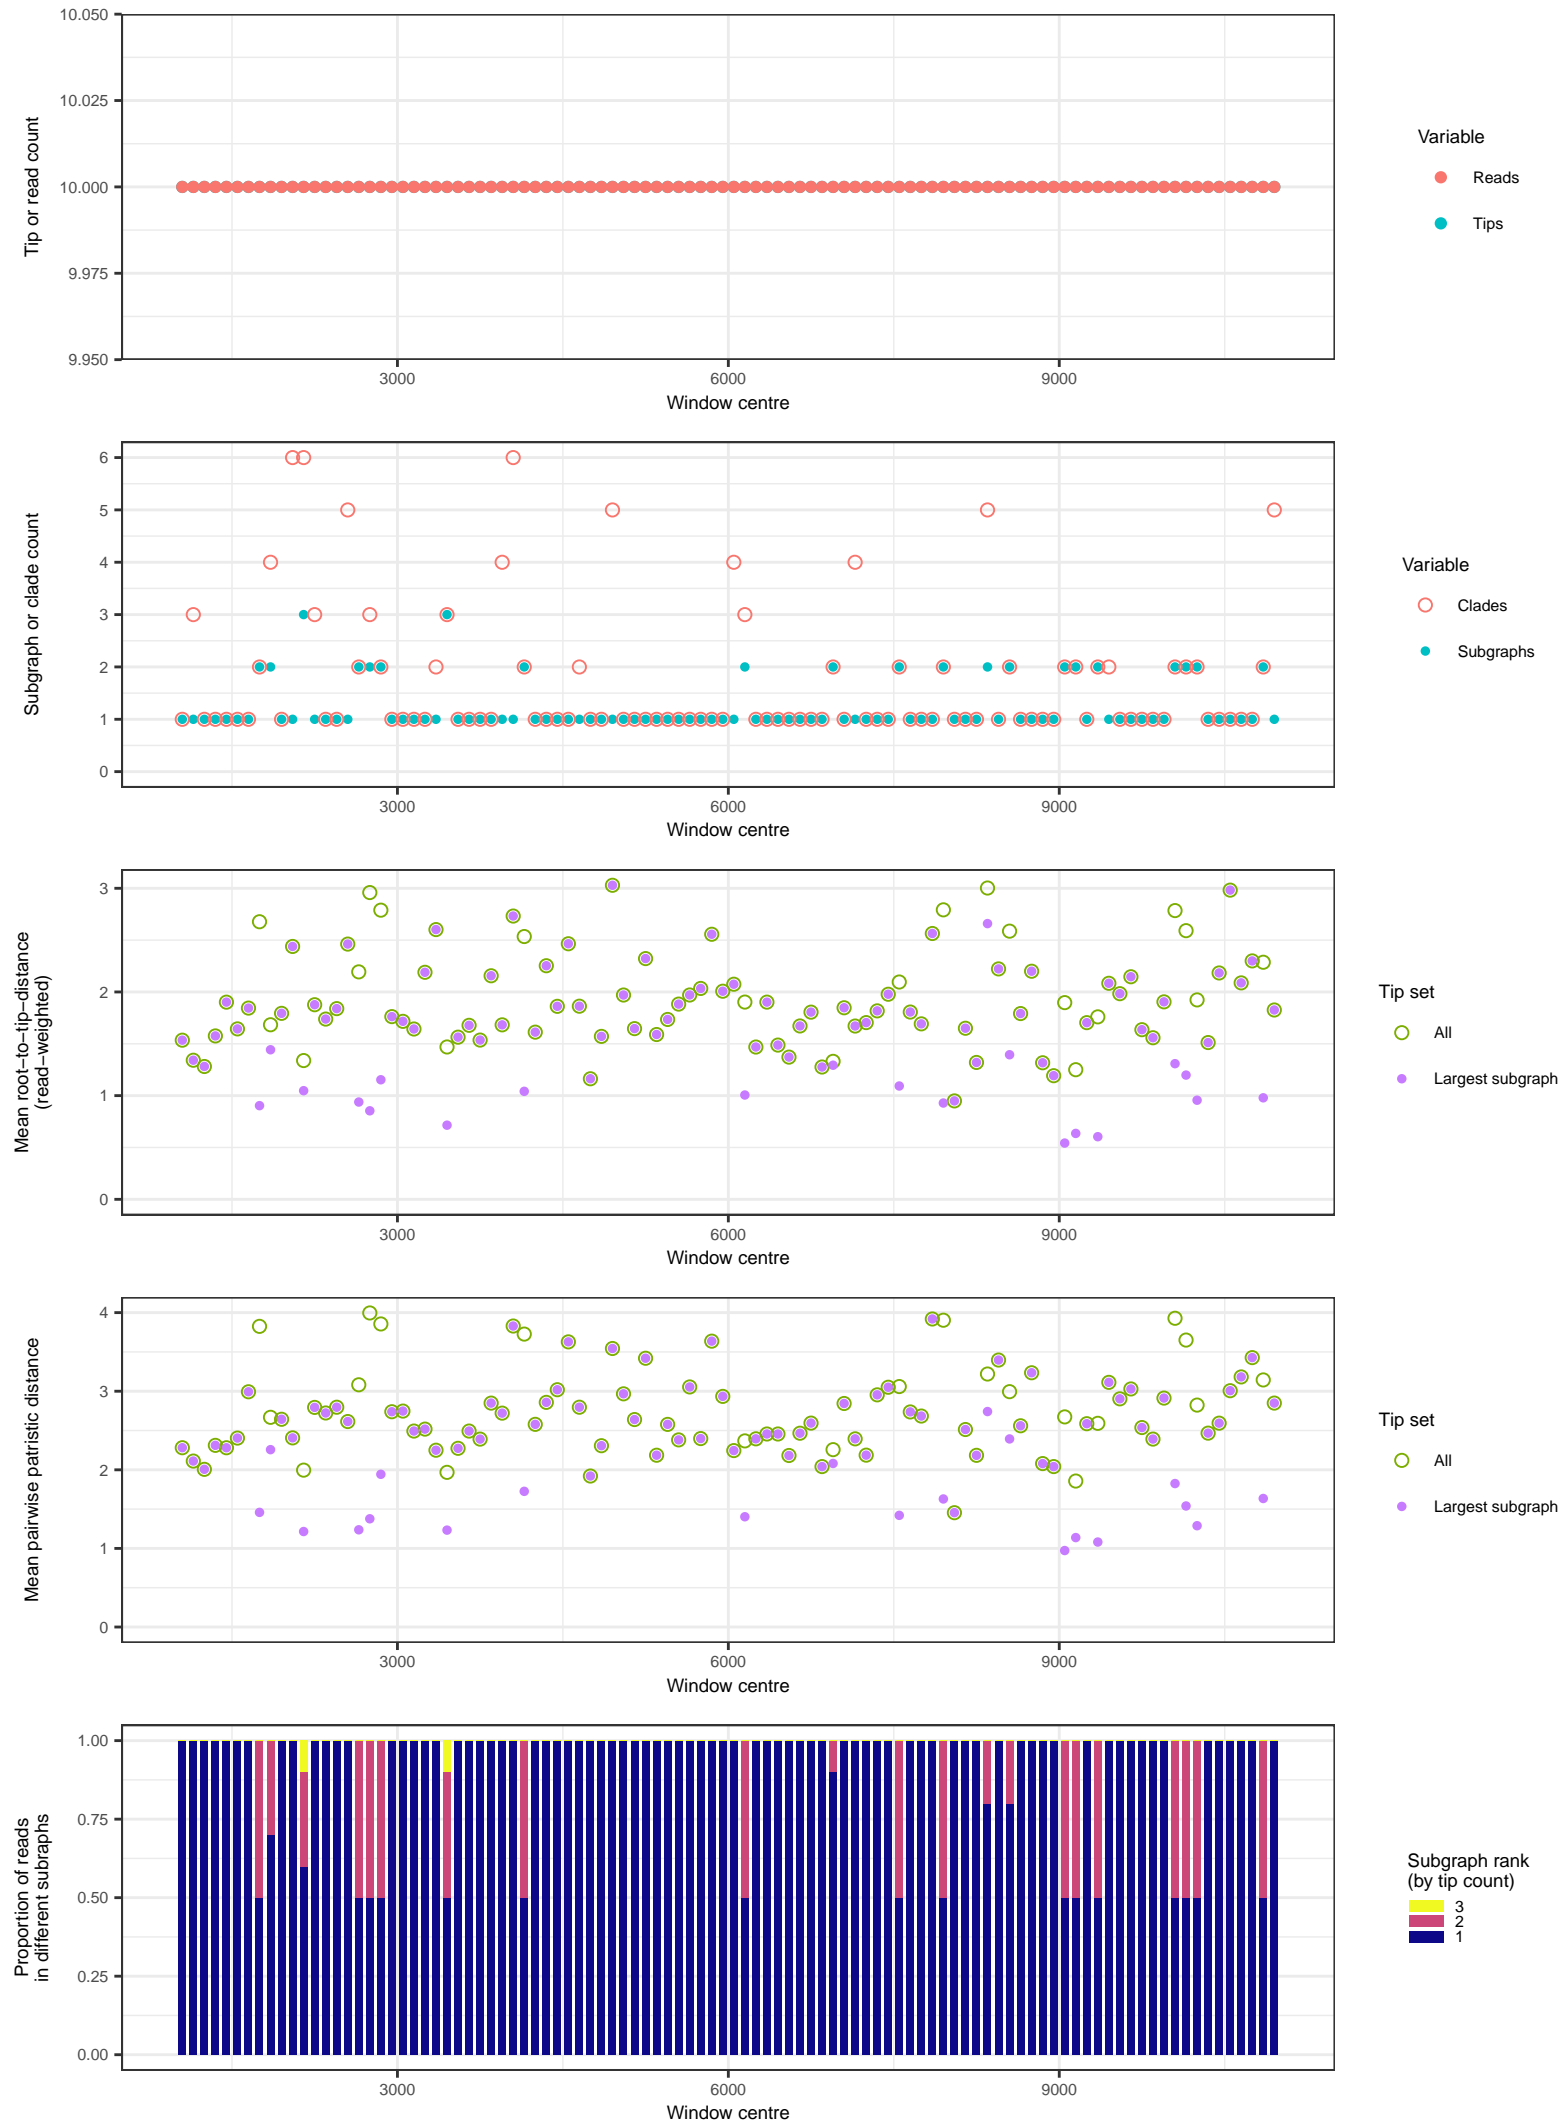 10.050
10.025
10.000
9.975
9.950
Tip or read count
3000 6000 9000
Window centre
Variable
Reads
Tips
6
5
4
3
2
1
0
Subgraph or clade count
3000 6000 9000
Window centre
Variable
Clades
Subgraphs
3
2
1
0
Mean root−to−tip−distance
(read−weighted)
3000 6000 9000
Window centre
Tip set
All
Largest subgraph
4
3
2
1
0
Mean pairwise patristic distance
3000 6000 9000
Window centre
Tip set
All
Largest subgraph
1.00
0.75
0.50
0.25
0.00
Proportion of reads
in different subraphs
3000 6000 9000
Window centre
Subgraph rank
(by tip count)
3
2
1